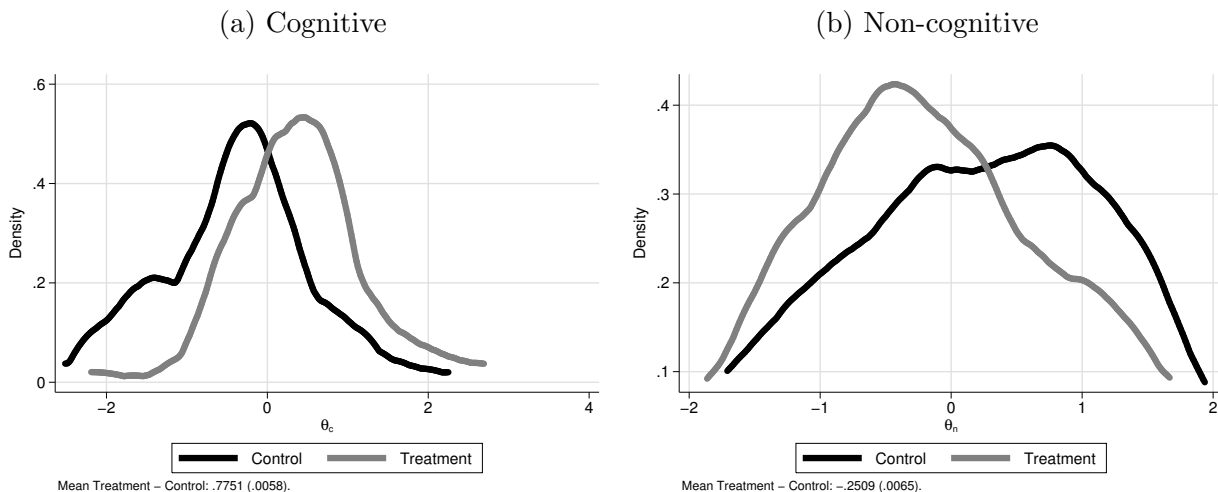 (a) Cognitive
.6
.4
.2
0
Density
−2
0
2
4
θc
Control
Treatment
Mean Treatment − Control: .7751 (.0058).
(b) Non-cognitive
.4
.3
.2
.1
Density
−2
−1
0
1
2
θn
Control
Treatment
Mean Treatment − Control: −.2509 (.0065).